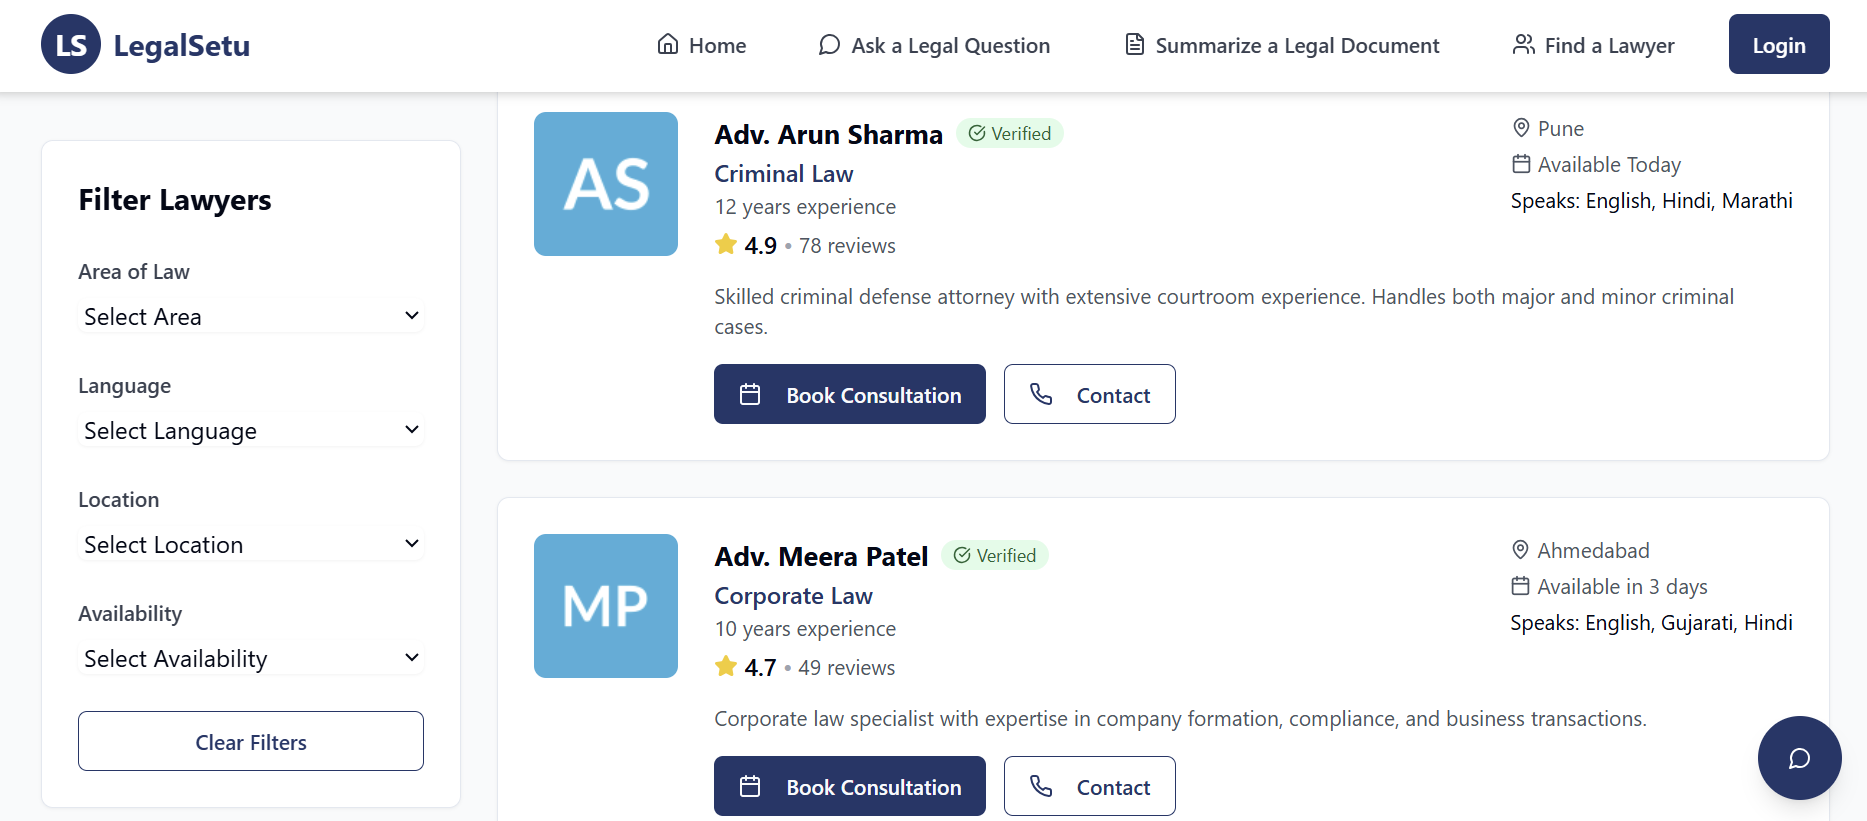 LS LegalSetu
Home
Ask a Legal Question
Summarize a Legal Document
Find a Lawyer
Login
Filter Lawyers
Area of Law
Select Area
Language
Select Language
Location
Select Location
Availability
Select Availability
Clear Filters
AS
Adv. Arun Sharma
Verified
Criminal Law
12 years experience
4.9 • 78 reviews
Pune
Available Today
Speaks: English, Hindi, Marathi
Skilled criminal defense attorney with extensive courtroom experience. Handles both major and minor criminal
cases.
Book Consultation
Contact
MP
Adv. Meera Patel
Verified
Corporate Law
10 years experience
4.7 • 49 reviews
Ahmedabad
Available in 3 days
Speaks: English, Gujarati, Hindi
Corporate law specialist with expertise in company formation, compliance, and business transactions.
Book Consultation
Contact